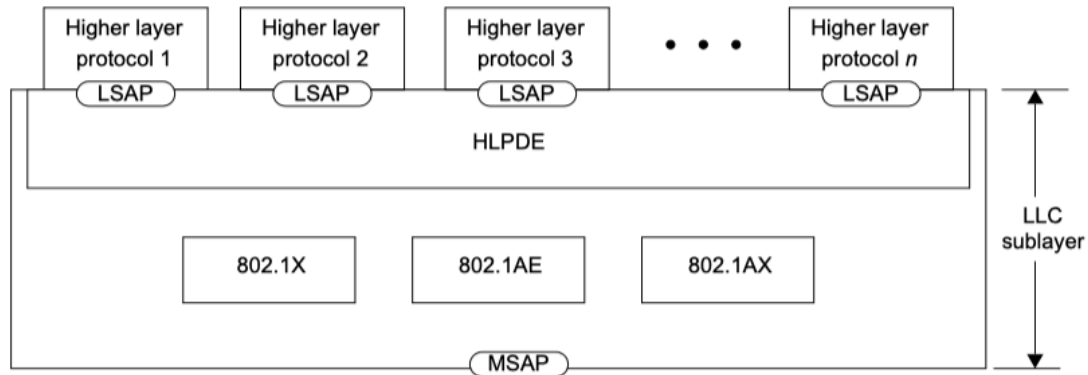 Higher layer
protocol 1
Higher layer
protocol 2
Higher layer
protocol 3
• • •
Higher layer
protocol n
LSAP
LSAP
LSAP
LSAP
HLPDE
LLC
sublayer
802.1X
802.1AE
802.1AX
MSAP